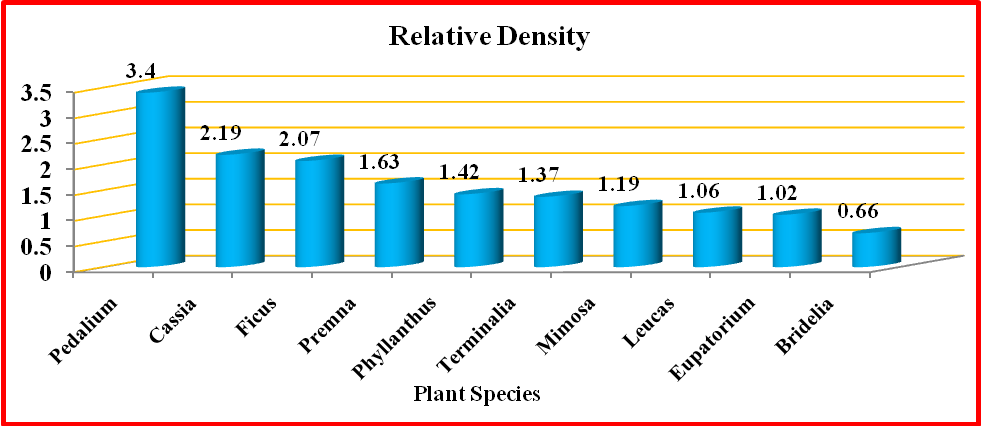 Relative Density
3.5
3
2.5
2
1.5
1
0.5
0
3.4
2.19
2.07
1.63
1.42
1.37
1.19
1.06
1.02
0.66
Pedalium
Cassia
Ficus
Premna
Phyllanthus
Terminalia
Mimosa
Leucas
Eupatorium
Bridelia
Plant Species